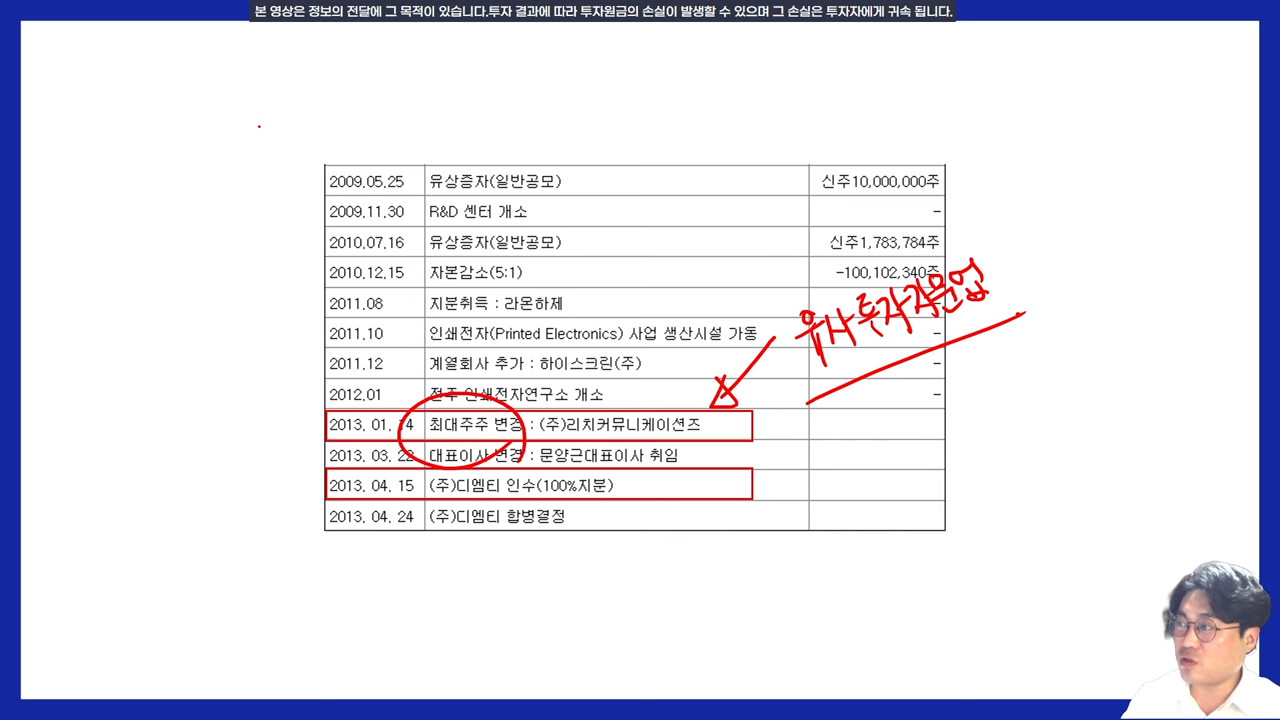 본 영상은 정보의 전달에 그 목적이 있습니다.투자 결과에 따라 투자원금의 손실이 발생할 수 있으며 그 손실은 투자자에게 귀속 됩니다.
2009.05.25 유상증자(일반공모) 신주10,000,000주
2009.11.30 R&D 센터 개소 -
2010.07.16 유상증자(일반공모) 신주1,783,784주
2010.12.15 자본감소(5:1) -100,102,340주
유사투자자문업
2011.08 지분취득 : 라온하제 -
2011.10 인쇄전자(Printed Electronics) 사업 생산시설 가동 -
2011.12 계열회사 추가 : 하이스크린(주) -
2012.01 전주 인쇄전자연구소 개소 -
2013. 01. 14 최대주주 변경 : (주)리치커뮤니케이션즈
2013. 03. 22 대표이사 변경 : 문양근대표이사 취임
2013. 04. 15 (주)디엠티 인수(100%지분)
2013. 04. 24 (주)디엠티 합병결정